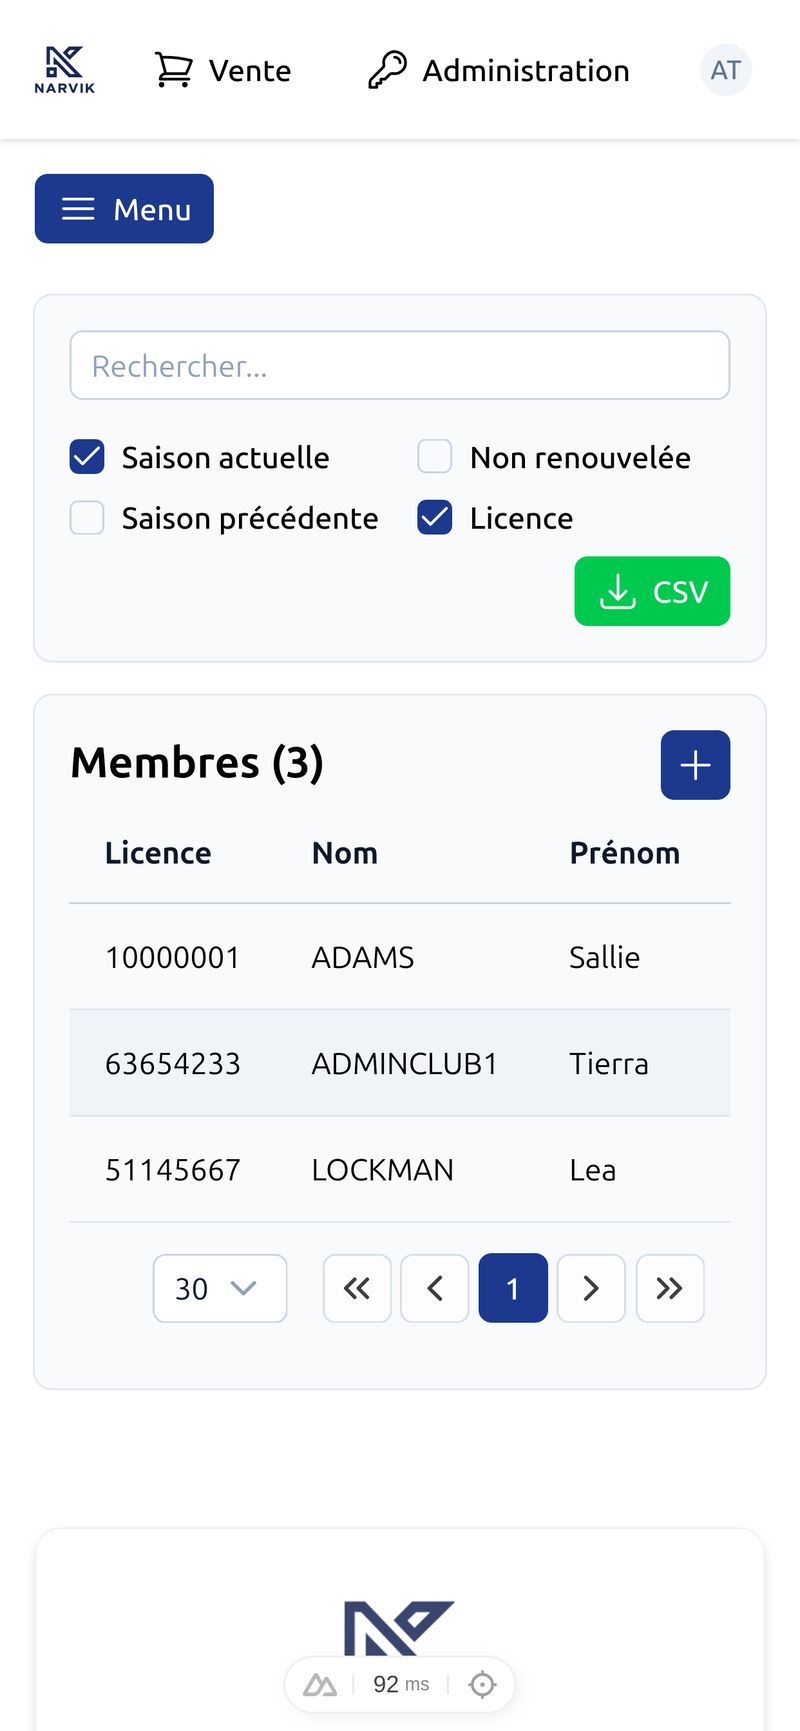 NARVIK Vente Administration AT
Menu
Rechercher...
Saison actuelle Non renouvelée
Saison précédente Licence
CSV
Membres (3)
Licence Nom Prénom
10000001 ADAMS Sallie
63654233 ADMINCLUB1 Tierra
51145667 LOCKMAN Lea
30 1
92 ms